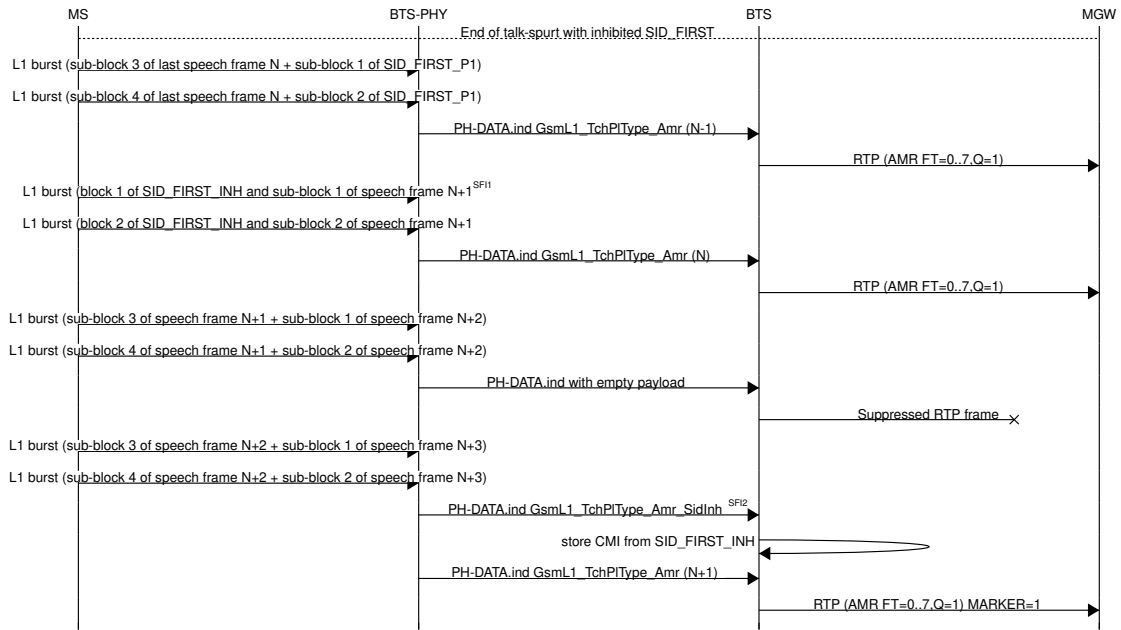 MS BTS-PHY BTS MGW
End of talk-spurt with inhibited SID_FIRST
L1 burst (sub-block 3 of last speech frame N + sub-block 1 of SID_FIRST_P1)
L1 burst (sub-block 4 of last speech frame N + sub-block 2 of SID_FIRST_P1)
PH-DATA.ind GsmL1_TchPlType_Amr (N-1)
RTP (AMR FT=0..7,Q=1)
L1 burst (block 1 of SID_FIRST_INH and sub-block 1 of speech frame N+1 SFI1
L1 burst (block 2 of SID_FIRST_INH and sub-block 2 of speech frame N+1
PH-DATA.ind GsmL1_TchPlType_Amr (N)
RTP (AMR FT=0..7,Q=1)
L1 burst (sub-block 3 of speech frame N+1 + sub-block 1 of speech frame N+2)
L1 burst (sub-block 4 of speech frame N+1 + sub-block 2 of speech frame N+2)
PH-DATA.ind with empty payload
Suppressed RTP frame
L1 burst (sub-block 3 of speech frame N+2 + sub-block 1 of speech frame N+3)
L1 burst (sub-block 4 of speech frame N+2 + sub-block 2 of speech frame N+3)
PH-DATA.ind GsmL1_TchPlType_Amr_SidInh SFI2
store CMI from SID_FIRST_INH
PH-DATA.ind GsmL1_TchPlType_Amr (N+1)
RTP (AMR FT=0..7,Q=1) MARKER=1